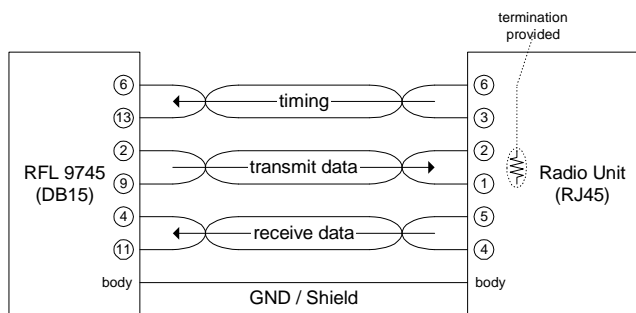 termination
provided
6 timing 6
13 3
2 transmit data 2
RFL 9745
(DB15)
9 1
Radio Unit
(RJ45)
4 receive data 5
11 4
body body
GND / Shield